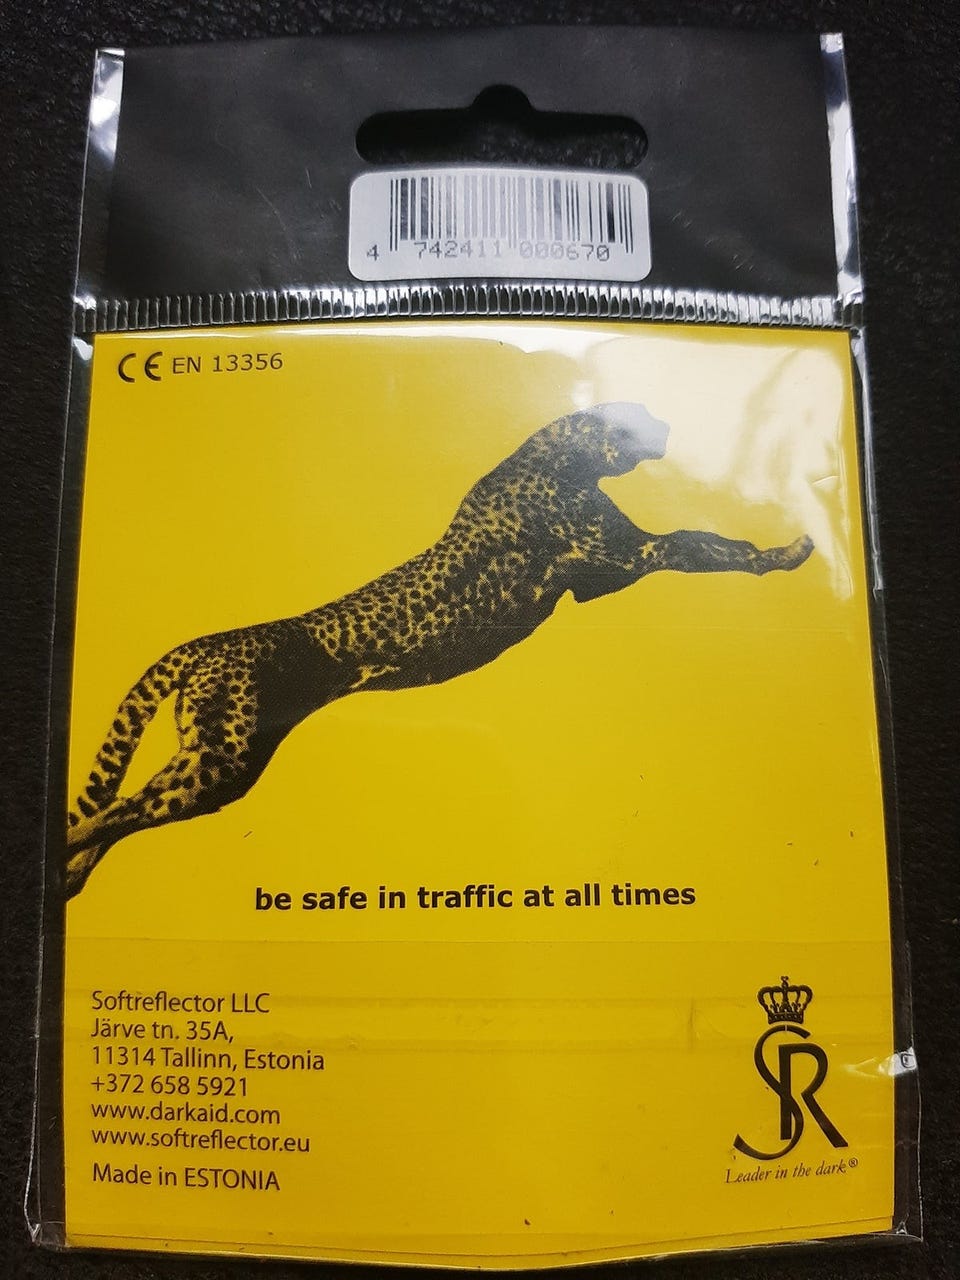 4 742411 000670
CE EN 13356
be safe in traffic at all times
Softreflector LLC
Järve tn. 35A,
11314 Tallinn, Estonia
+372 658 5921
www.darkaid.com
www.softreflector.eu
Made in ESTONIA
SR
Leader in the dark®